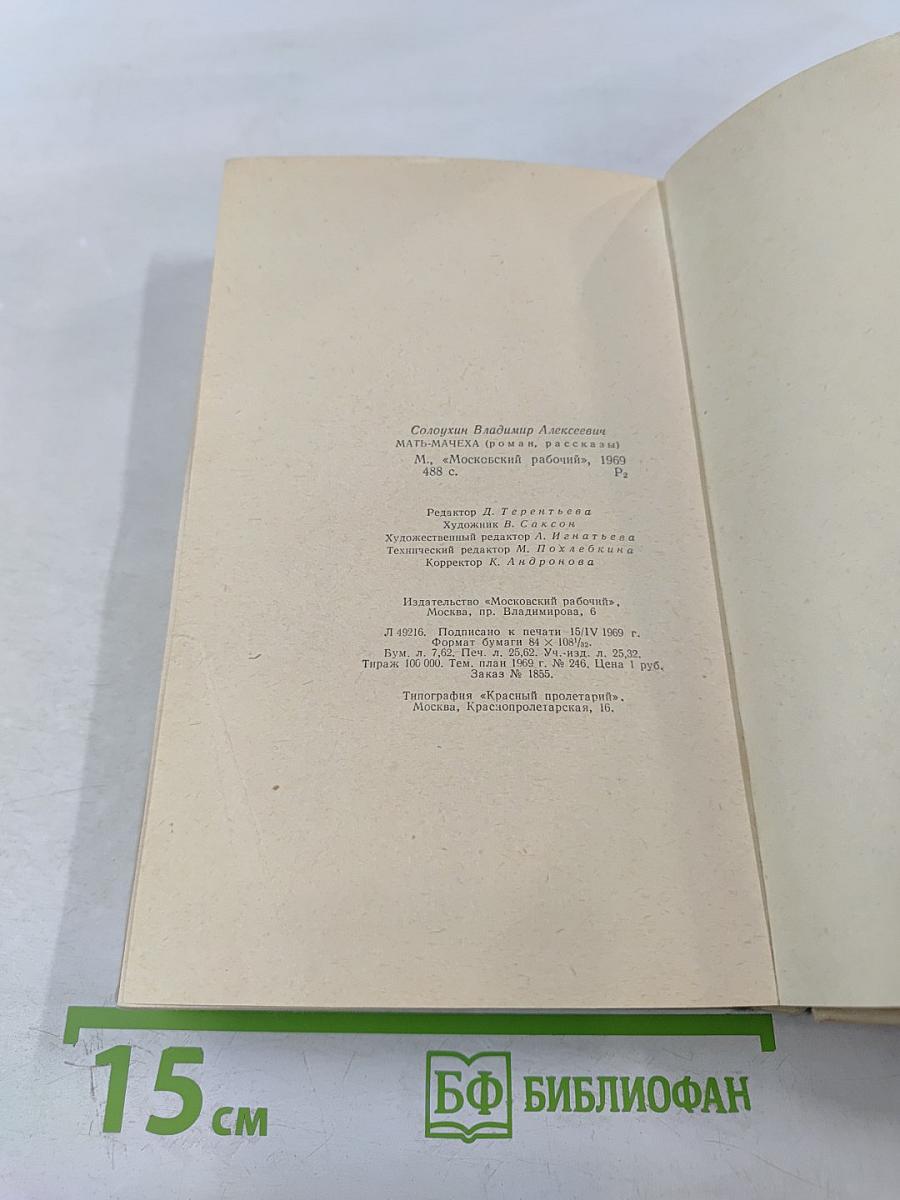 Солоухин Владимир Алексеевич
МАТЬ-МАЧЕХА (роман, рассказы)
М., «Московский рабочий», 1969
488 с. Р₂
Редактор Д. Терентьева
Художник В. Саксон
Художественный редактор А. Игнатьева
Технический редактор М. Похлебкина
Корректор К. Андронова
Издательство «Московский рабочий»,
Москва, пр. Владимирова, 6
Л 49216. Подписано к печати 15/IV 1969 г.
Формат бумаги 84 × 108¹/₃₂.
Бум. л. 7,62. Печ. л. 25,62. Уч.-изд. л. 25,32.
Тираж 100 000. Тем. план 1969 г. № 246. Цена 1 руб.
Заказ № 1855.
Типография «Красный пролетарий».
Москва, Краснопролетарская, 16.
15 см
БФ БИБЛИОФАН